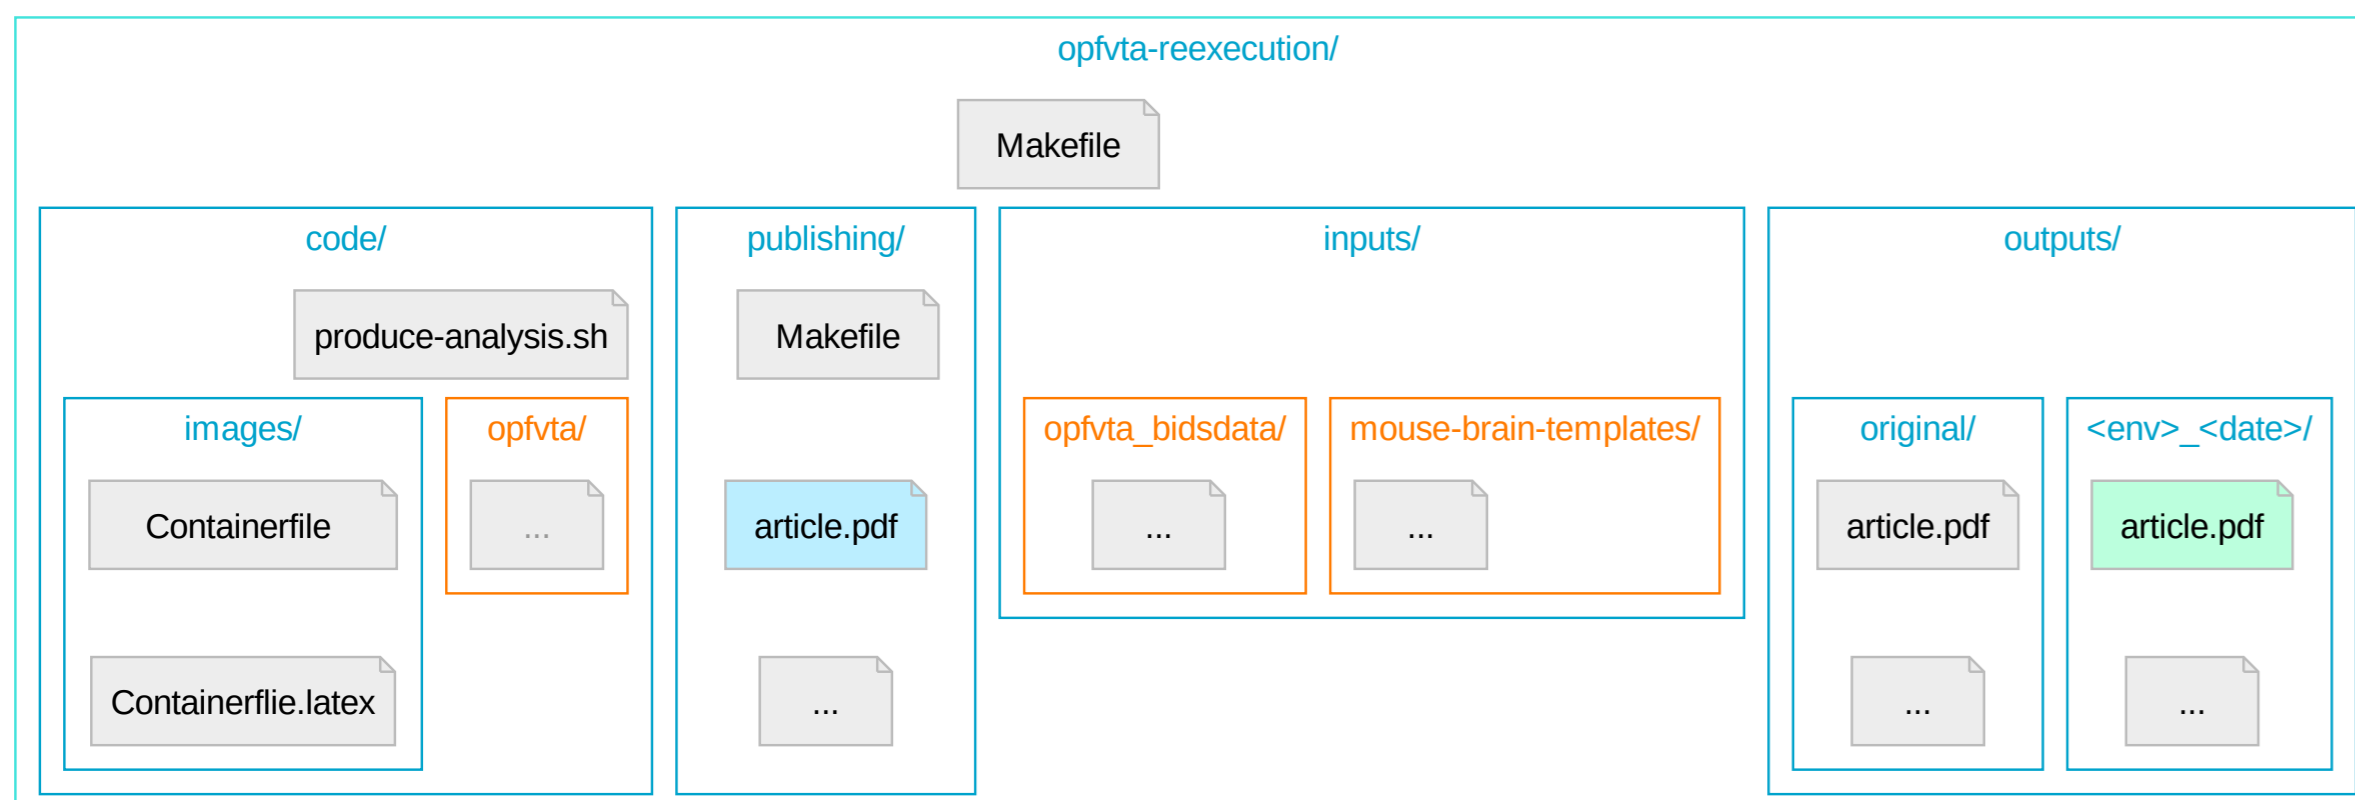 opfvta-reexecution/
Makefile
code/
produce-analysis.sh
images/
Containerfile
Containerflie.latex
opfvta/
...
publishing/
Makefile
article.pdf
...
inputs/
opfvta_bidsdata/
...
mouse-brain-templates/
...
outputs/
original/
article.pdf
...
<env>_<date>/
article.pdf
...